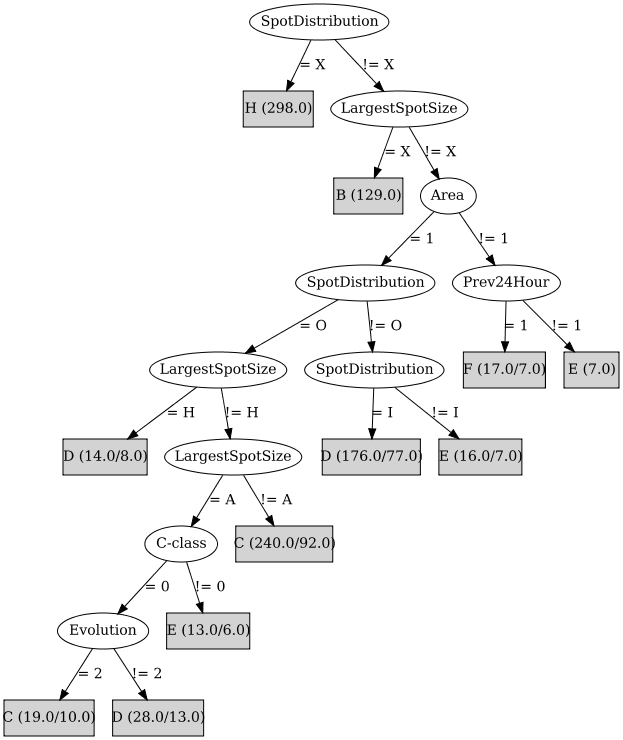 SpotDistribution
= X
!= X
H (298.0)
LargestSpotSize
= X
!= X
B (129.0)
Area
= 1
!= 1
SpotDistribution
Prev24Hour
= O
!= O
= 1
!= 1
LargestSpotSize
SpotDistribution
F (17.0/7.0)
E (7.0)
= H
!= H
= I
!= I
D (14.0/8.0)
LargestSpotSize
D (176.0/77.0)
E (16.0/7.0)
= A
!= A
C-class
C (240.0/92.0)
= 0
!= 0
Evolution
E (13.0/6.0)
= 2
!= 2
C (19.0/10.0)
D (28.0/13.0)